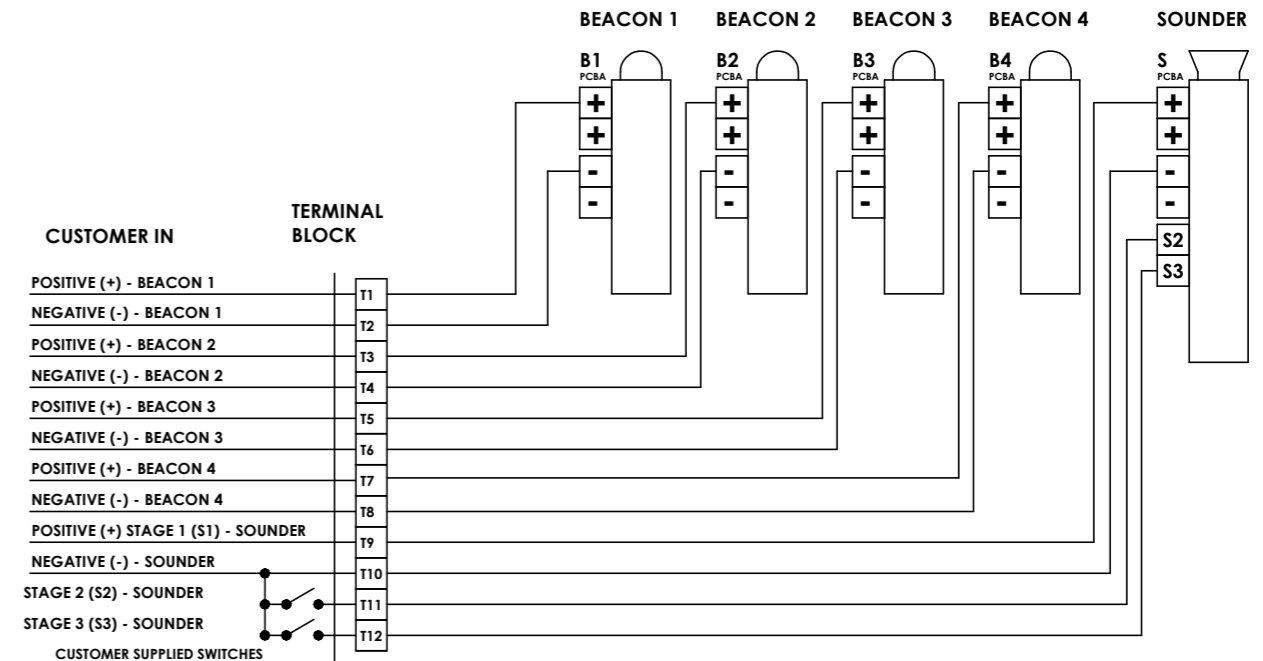 BEACON 1 BEACON 2 BEACON 3 BEACON 4 SOUNDER
B1 B2 B3 B4 S
PCBA PCBA PCBA PCBA PCBA
+ + + + +
+ + + + +
- - - - -
- - - - -
S2
S3
TERMINAL
BLOCK
CUSTOMER IN
POSITIVE (+) - BEACON 1
T1
NEGATIVE (-) - BEACON 1
T2
POSITIVE (+) - BEACON 2
T3
NEGATIVE (-) - BEACON 2
T4
POSITIVE (+) - BEACON 3
T5
NEGATIVE (-) - BEACON 3
T6
POSITIVE (+) - BEACON 4
T7
NEGATIVE (-) - BEACON 4
T8
POSITIVE (+) STAGE 1 (S1) - SOUNDER
T9
NEGATIVE (-) - SOUNDER
T10
STAGE 2 (S2) - SOUNDER
T11
STAGE 3 (S3) - SOUNDER
T12
CUSTOMER SUPPLIED SWITCHES